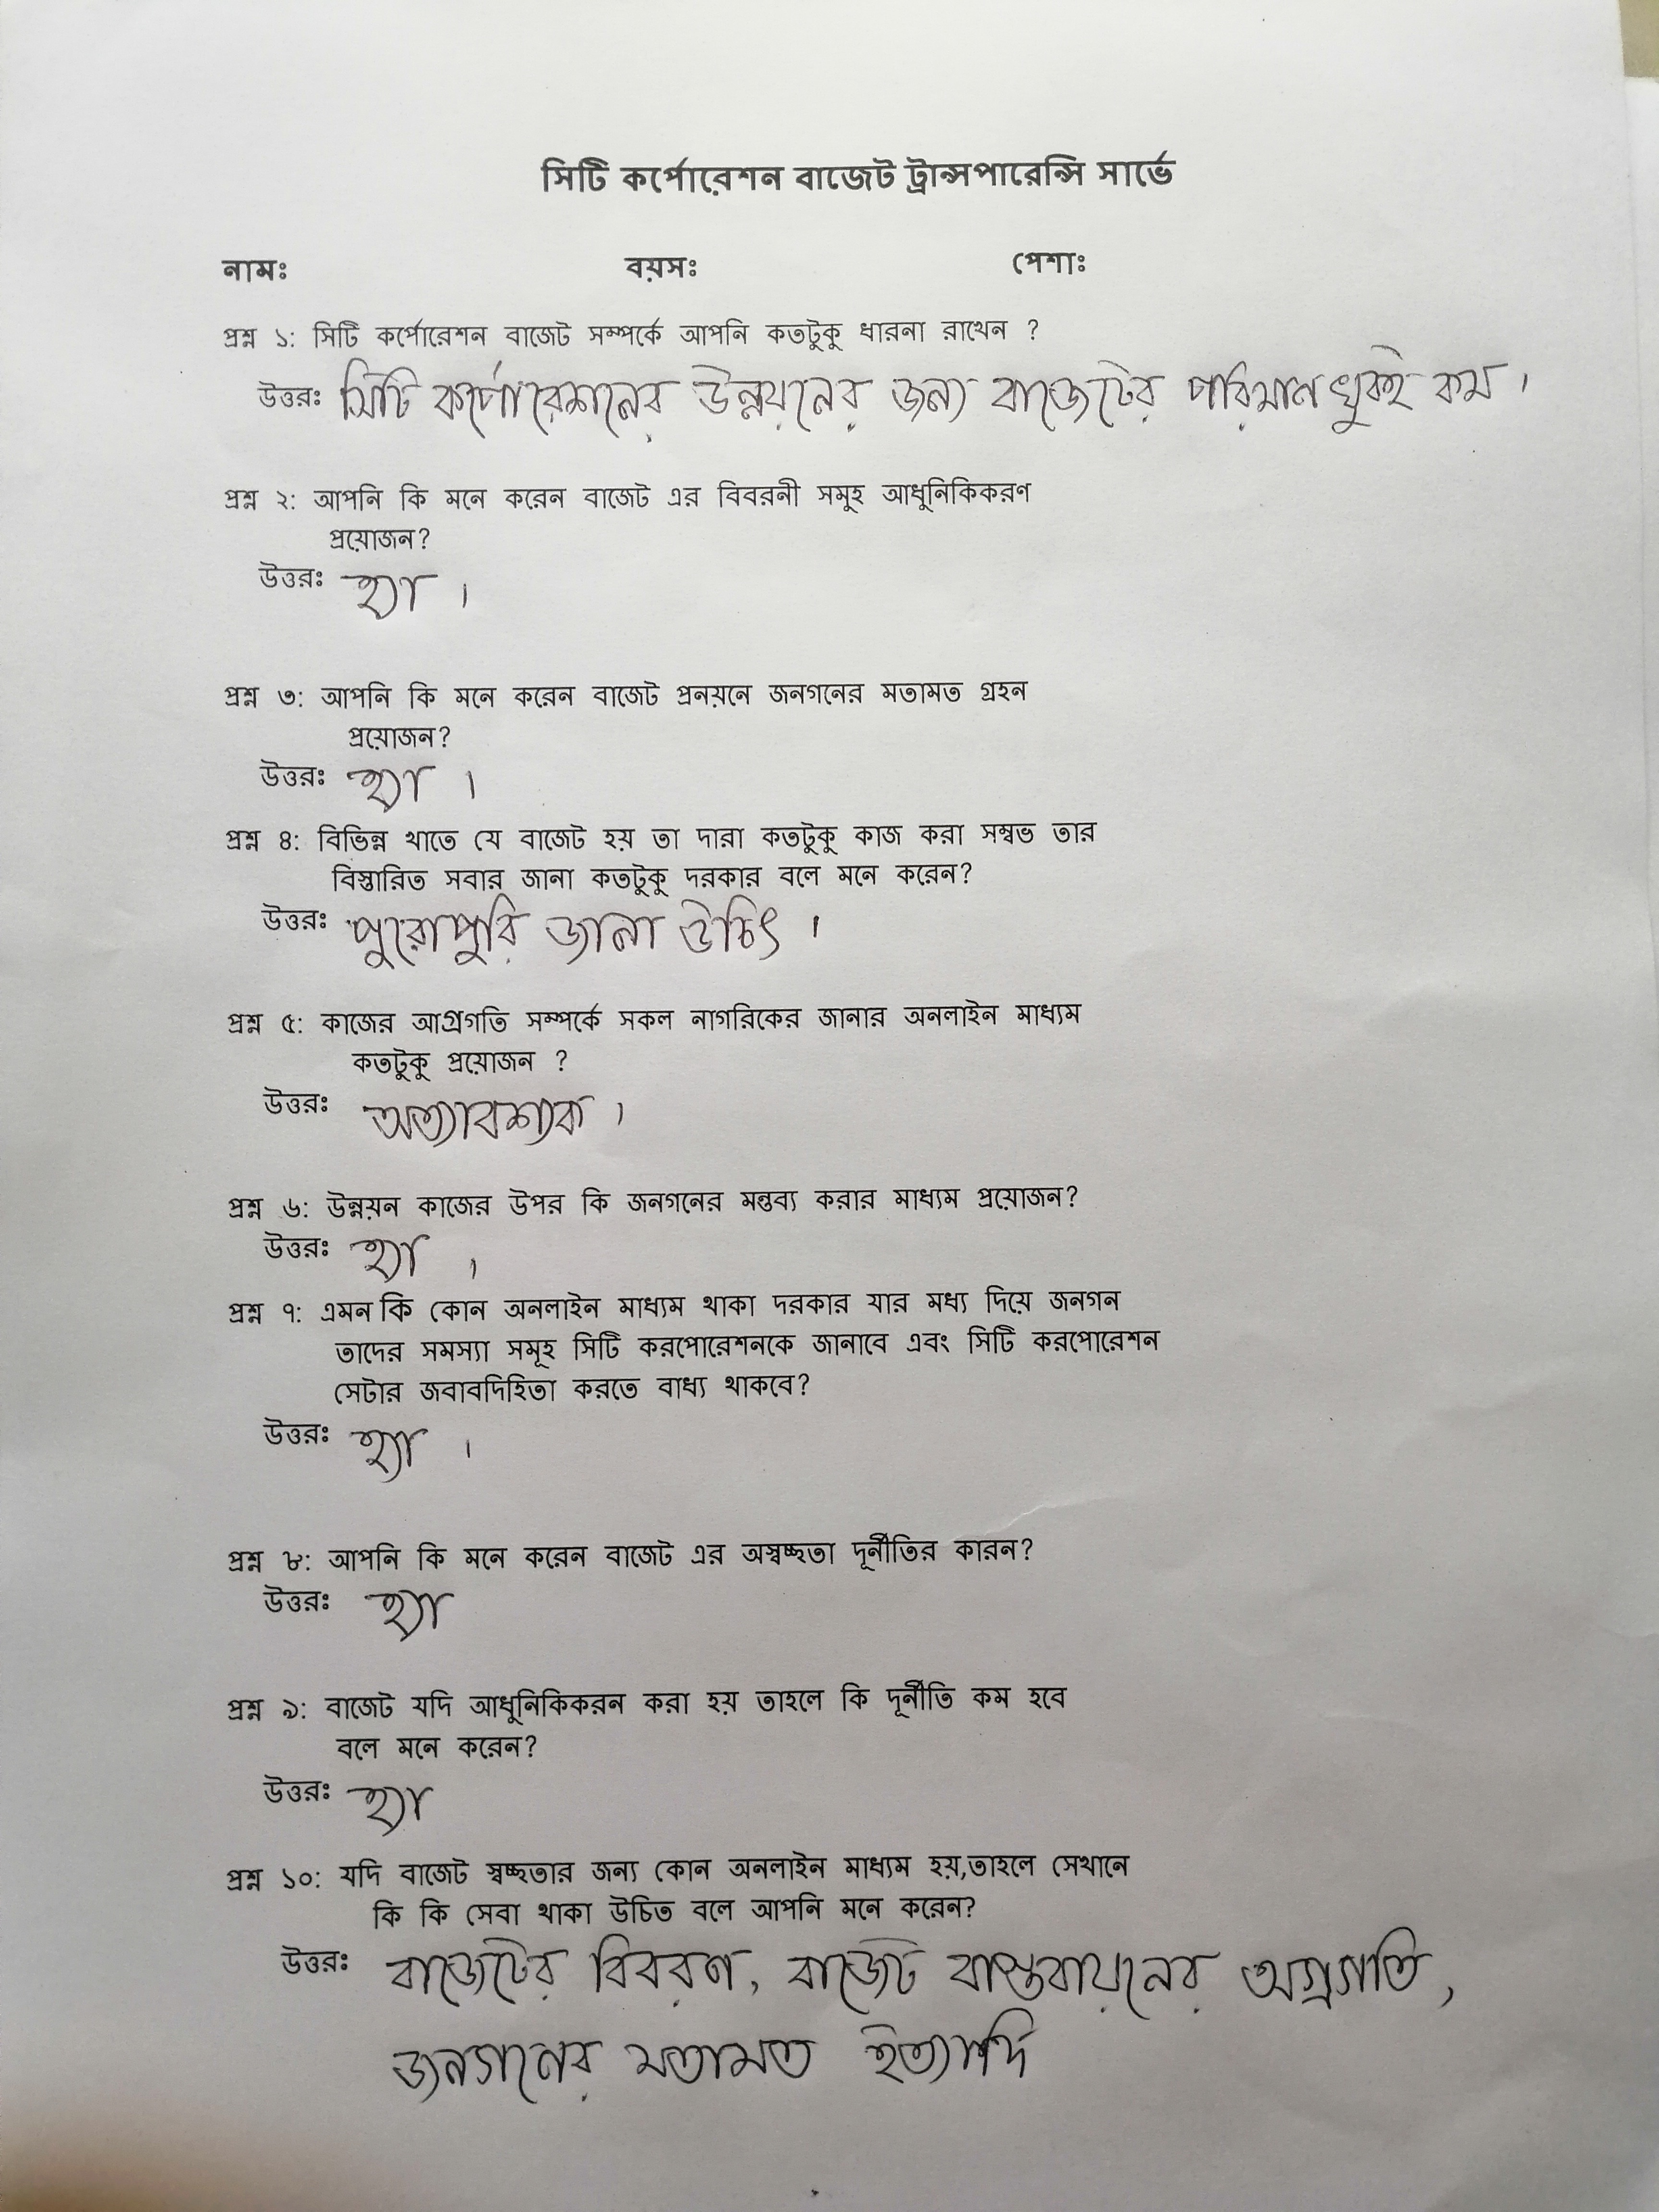 সিটি কর্পোরেশন বাজেট ট্রান্সপারেন্সি সার্ভে
নামঃ বয়সঃ পেশাঃ
প্রশ্ন ১: সিটি কর্পোরেশন বাজেট সম্পর্কে আপনি কতটুকু ধারনা রাখেন ?
উত্তরঃ সিটি কর্পোরেশনের উন্নয়নের জন্য বাজেটের পরিমান খুবই কম ।
প্রশ্ন ২: আপনি কি মনে করেন বাজেট এর বিবরনী সমুহ আধুনিকিকরণ
প্রয়োজন?
উত্তরঃ হ্যা ।
প্রশ্ন ৩: আপনি কি মনে করেন বাজেট প্রনয়নে জনগনের মতামত গ্রহন
প্রয়োজন?
উত্তরঃ হ্যা ।
প্রশ্ন ৪: বিভিন্ন খাতে যে বাজেট হয় তা দারা কতটুকু কাজ করা সম্বভ তার
বিস্তারিত সবার জানা কতটুকু দরকার বলে মনে করেন?
উত্তরঃ পুরোপুরি জানা উচিৎ ।
প্রশ্ন ৫: কাজের আগ্রগতি সম্পর্কে সকল নাগরিকের জানার অনলাইন মাধ্যম
কতটুকু প্রয়োজন ?
উত্তরঃ অত্যাবশ্যক ।
প্রশ্ন ৬: উন্নয়ন কাজের উপর কি জনগনের মন্তব্য করার মাধ্যম প্রয়োজন?
উত্তরঃ হ্যা ।
প্রশ্ন ৭: এমন কি কোন অনলাইন মাধ্যম থাকা দরকার যার মধ্য দিয়ে জনগন
তাদের সমস্যা সমূহ সিটি করপোরেশনকে জানাবে এবং সিটি করপোরেশন
সেটার জবাবদিহিতা করতে বাধ্য থাকবে?
উত্তরঃ হ্যা ।
প্রশ্ন ৮: আপনি কি মনে করেন বাজেট এর অস্বচ্ছতা দূর্নীতির কারন?
উত্তরঃ হ্যা
প্রশ্ন ৯: বাজেট যদি আধুনিকিকরন করা হয় তাহলে কি দূর্নীতি কম হবে
বলে মনে করেন?
উত্তরঃ হ্যা
প্রশ্ন ১০: যদি বাজেট স্বচ্ছতার জন্য কোন অনলাইন মাধ্যম হয়,তাহলে সেখানে
কি কি সেবা থাকা উচিত বলে আপনি মনে করেন?
উত্তরঃ বাজেটের বিবরণ, বাজেট বাস্তবায়নের অগ্রগতি,
জনগনের মতামত ইত্যাদি